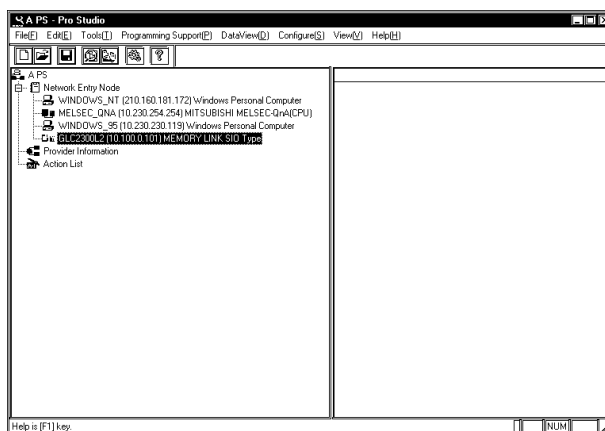 A PS - Pro Studio
File[F] Edit[E] Tools[T] Programming Support[P] DataView[D] Configure[S] View[V] Help[H]
A PS
Network Entry Node
WINDOWS_NT (210.160.181.172) Windows Personal Computer
MELSEC_QNA (10.230.254.254) MITSUBISHI MELSEC-QnA(CPU)
WINDOWS_95 (10.230.230.119) Windows Personal Computer
GLC2300L2 (10.100.0.101) MEMORY LINK SIO Type
Provider Information
Action List
Help is [F1] key.
NUM